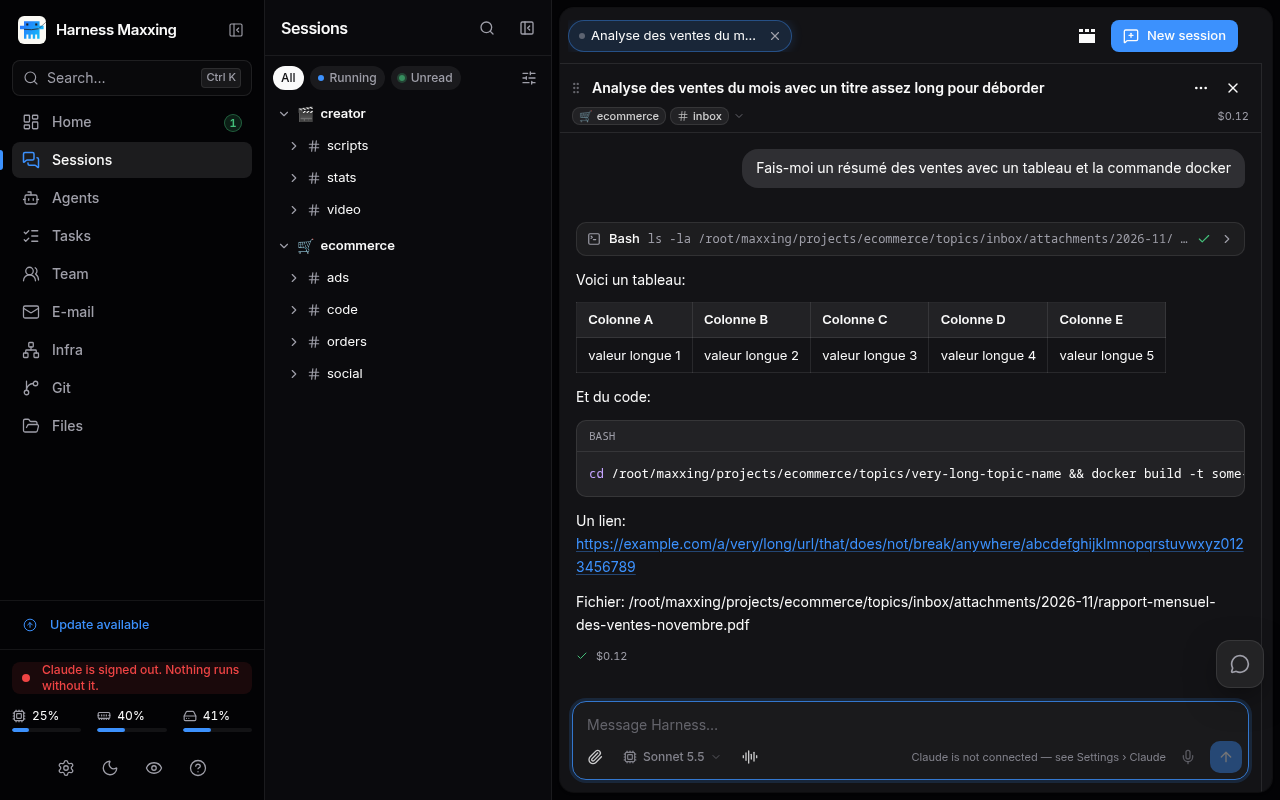 Harness Maxxing
Search...
Ctrl K
Home
1
Sessions
Agents
Tasks
Team
E-mail
Infra
Git
Files
Update available
Claude is signed out. Nothing runs
without it.
25%
40%
41%
Sessions
All
Running
Unread
creator
scripts
stats
video
ecommerce
ads
code
orders
social
Analyse des ventes du m...
New session
Analyse des ventes du mois avec un titre assez long pour déborder
ecommerce
inbox
$0.12
Fais-moi un résumé des ventes avec un tableau et la commande docker
Bash ls -la /root/maxxing/projects/ecommerce/topics/inbox/attachments/2026-11/ …
Voici un tableau:
Colonne A Colonne B Colonne C Colonne D Colonne E
valeur longue 1 valeur longue 2 valeur longue 3 valeur longue 4 valeur longue 5
Et du code:
BASH
cd /root/maxxing/projects/ecommerce/topics/very-long-topic-name && docker build -t some-
Un lien:
https://example.com/a/very/long/url/that/does/not/break/anywhere/abcdefghijklmnopqrstuvwxyz012
3456789
Fichier: /root/maxxing/projects/ecommerce/topics/inbox/attachments/2026-11/rapport-mensuel-
des-ventes-novembre.pdf
$0.12
Message Harness...
Sonnet 5.5
Claude is not connected — see Settings › Claude